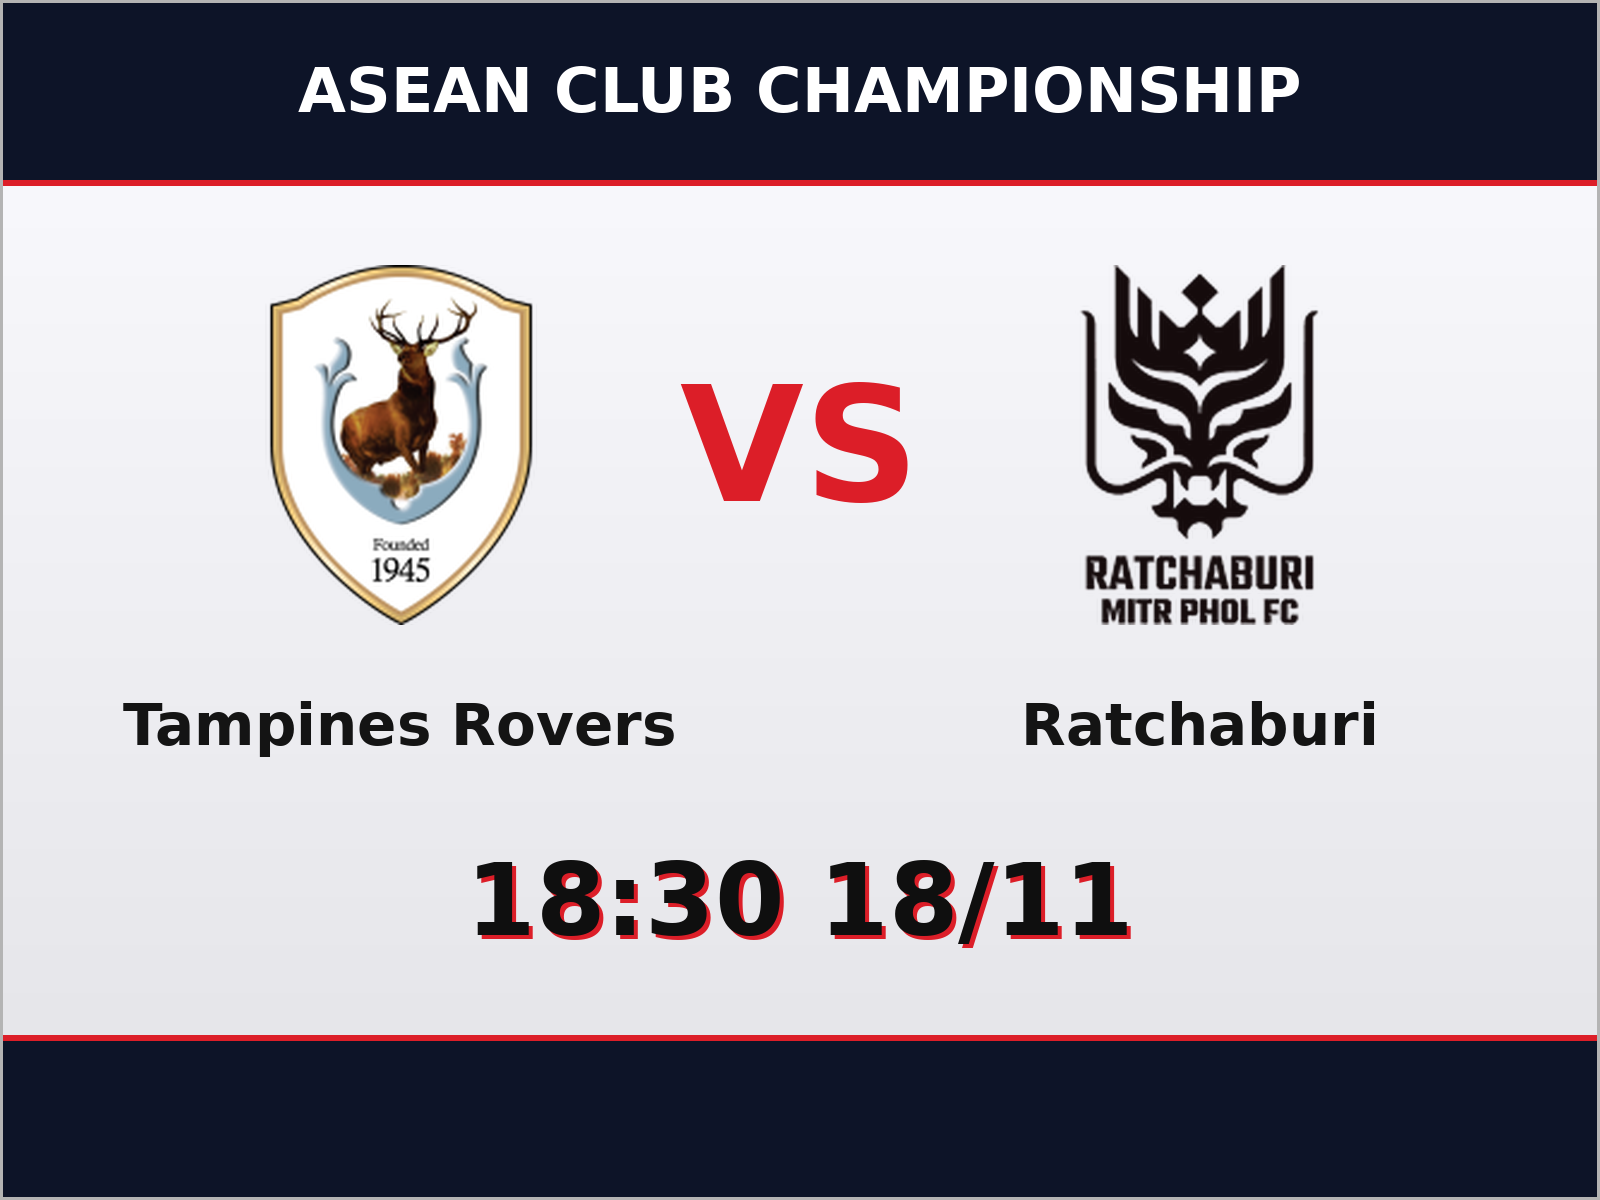 ASEAN CLUB CHAMPIONSHIP
VS
Founded
1945
RATCHABURI
MITR PHOL FC
Tampines Rovers
Ratchaburi
18:30 18/11